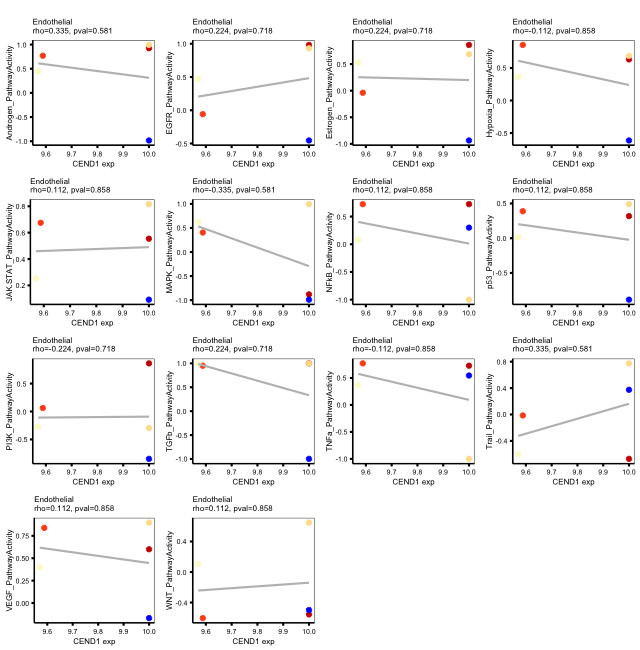 Endothelial
rho=0.335, pval=0.581
Androgen_PathwayActivity
1.0
0.5
0.0
-0.5
-1.0
9.6 9.7 9.8 9.9 10.0
CEND1 exp
Endothelial
rho=0.224, pval=0.718
EGFR_PathwayActivity
1.0
0.5
0.0
-0.5
9.6 9.7 9.8 9.9 10.0
CEND1 exp
Endothelial
rho=0.224, pval=0.718
Estrogen_PathwayActivity
1.0
0.5
0.0
-0.5
-1.0
9.6 9.7 9.8 9.9 10.0
CEND1 exp
Endothelial
rho=-0.112, pval=0.858
Hypoxia_PathwayActivity
0.5
0.0
-0.5
9.6 9.7 9.8 9.9 10.0
CEND1 exp
Endothelial
rho=0.112, pval=0.858
JAK.STAT_PathwayActivity
0.8
0.6
0.4
0.2
9.6 9.7 9.8 9.9 10.0
CEND1 exp
Endothelial
rho=-0.335, pval=0.581
MAPK_PathwayActivity
1.0
0.5
0.0
-0.5
-1.0
9.6 9.7 9.8 9.9 10.0
CEND1 exp
Endothelial
rho=0.112, pval=0.858
NFkB_PathwayActivity
0.5
0.0
-0.5
-1.0
9.6 9.7 9.8 9.9 10.0
CEND1 exp
Endothelial
rho=0.112, pval=0.858
p53_PathwayActivity
0.5
0.0
-0.5
9.6 9.7 9.8 9.9 10.0
CEND1 exp
Endothelial
rho=-0.224, pval=0.718
PI3K_PathwayActivity
0.5
0.0
-0.5
9.6 9.7 9.8 9.9 10.0
CEND1 exp
Endothelial
rho=0.224, pval=0.718
TGFb_PathwayActivity
1.0
0.5
0.0
-0.5
-1.0
9.6 9.7 9.8 9.9 10.0
CEND1 exp
Endothelial
rho=-0.112, pval=0.858
TNFa_PathwayActivity
0.5
0.0
-0.5
-1.0
9.6 9.7 9.8 9.9 10.0
CEND1 exp
Endothelial
rho=0.335, pval=0.581
Trail_PathwayActivity
0.8
0.4
0.0
-0.4
9.6 9.7 9.8 9.9 10.0
CEND1 exp
Endothelial
rho=0.112, pval=0.858
VEGF_PathwayActivity
0.75
0.50
0.25
0.00
9.6 9.7 9.8 9.9 10.0
CEND1 exp
Endothelial
rho=0.112, pval=0.858
WNT_PathwayActivity
0.4
0.0
-0.4
9.6 9.7 9.8 9.9 10.0
CEND1 exp